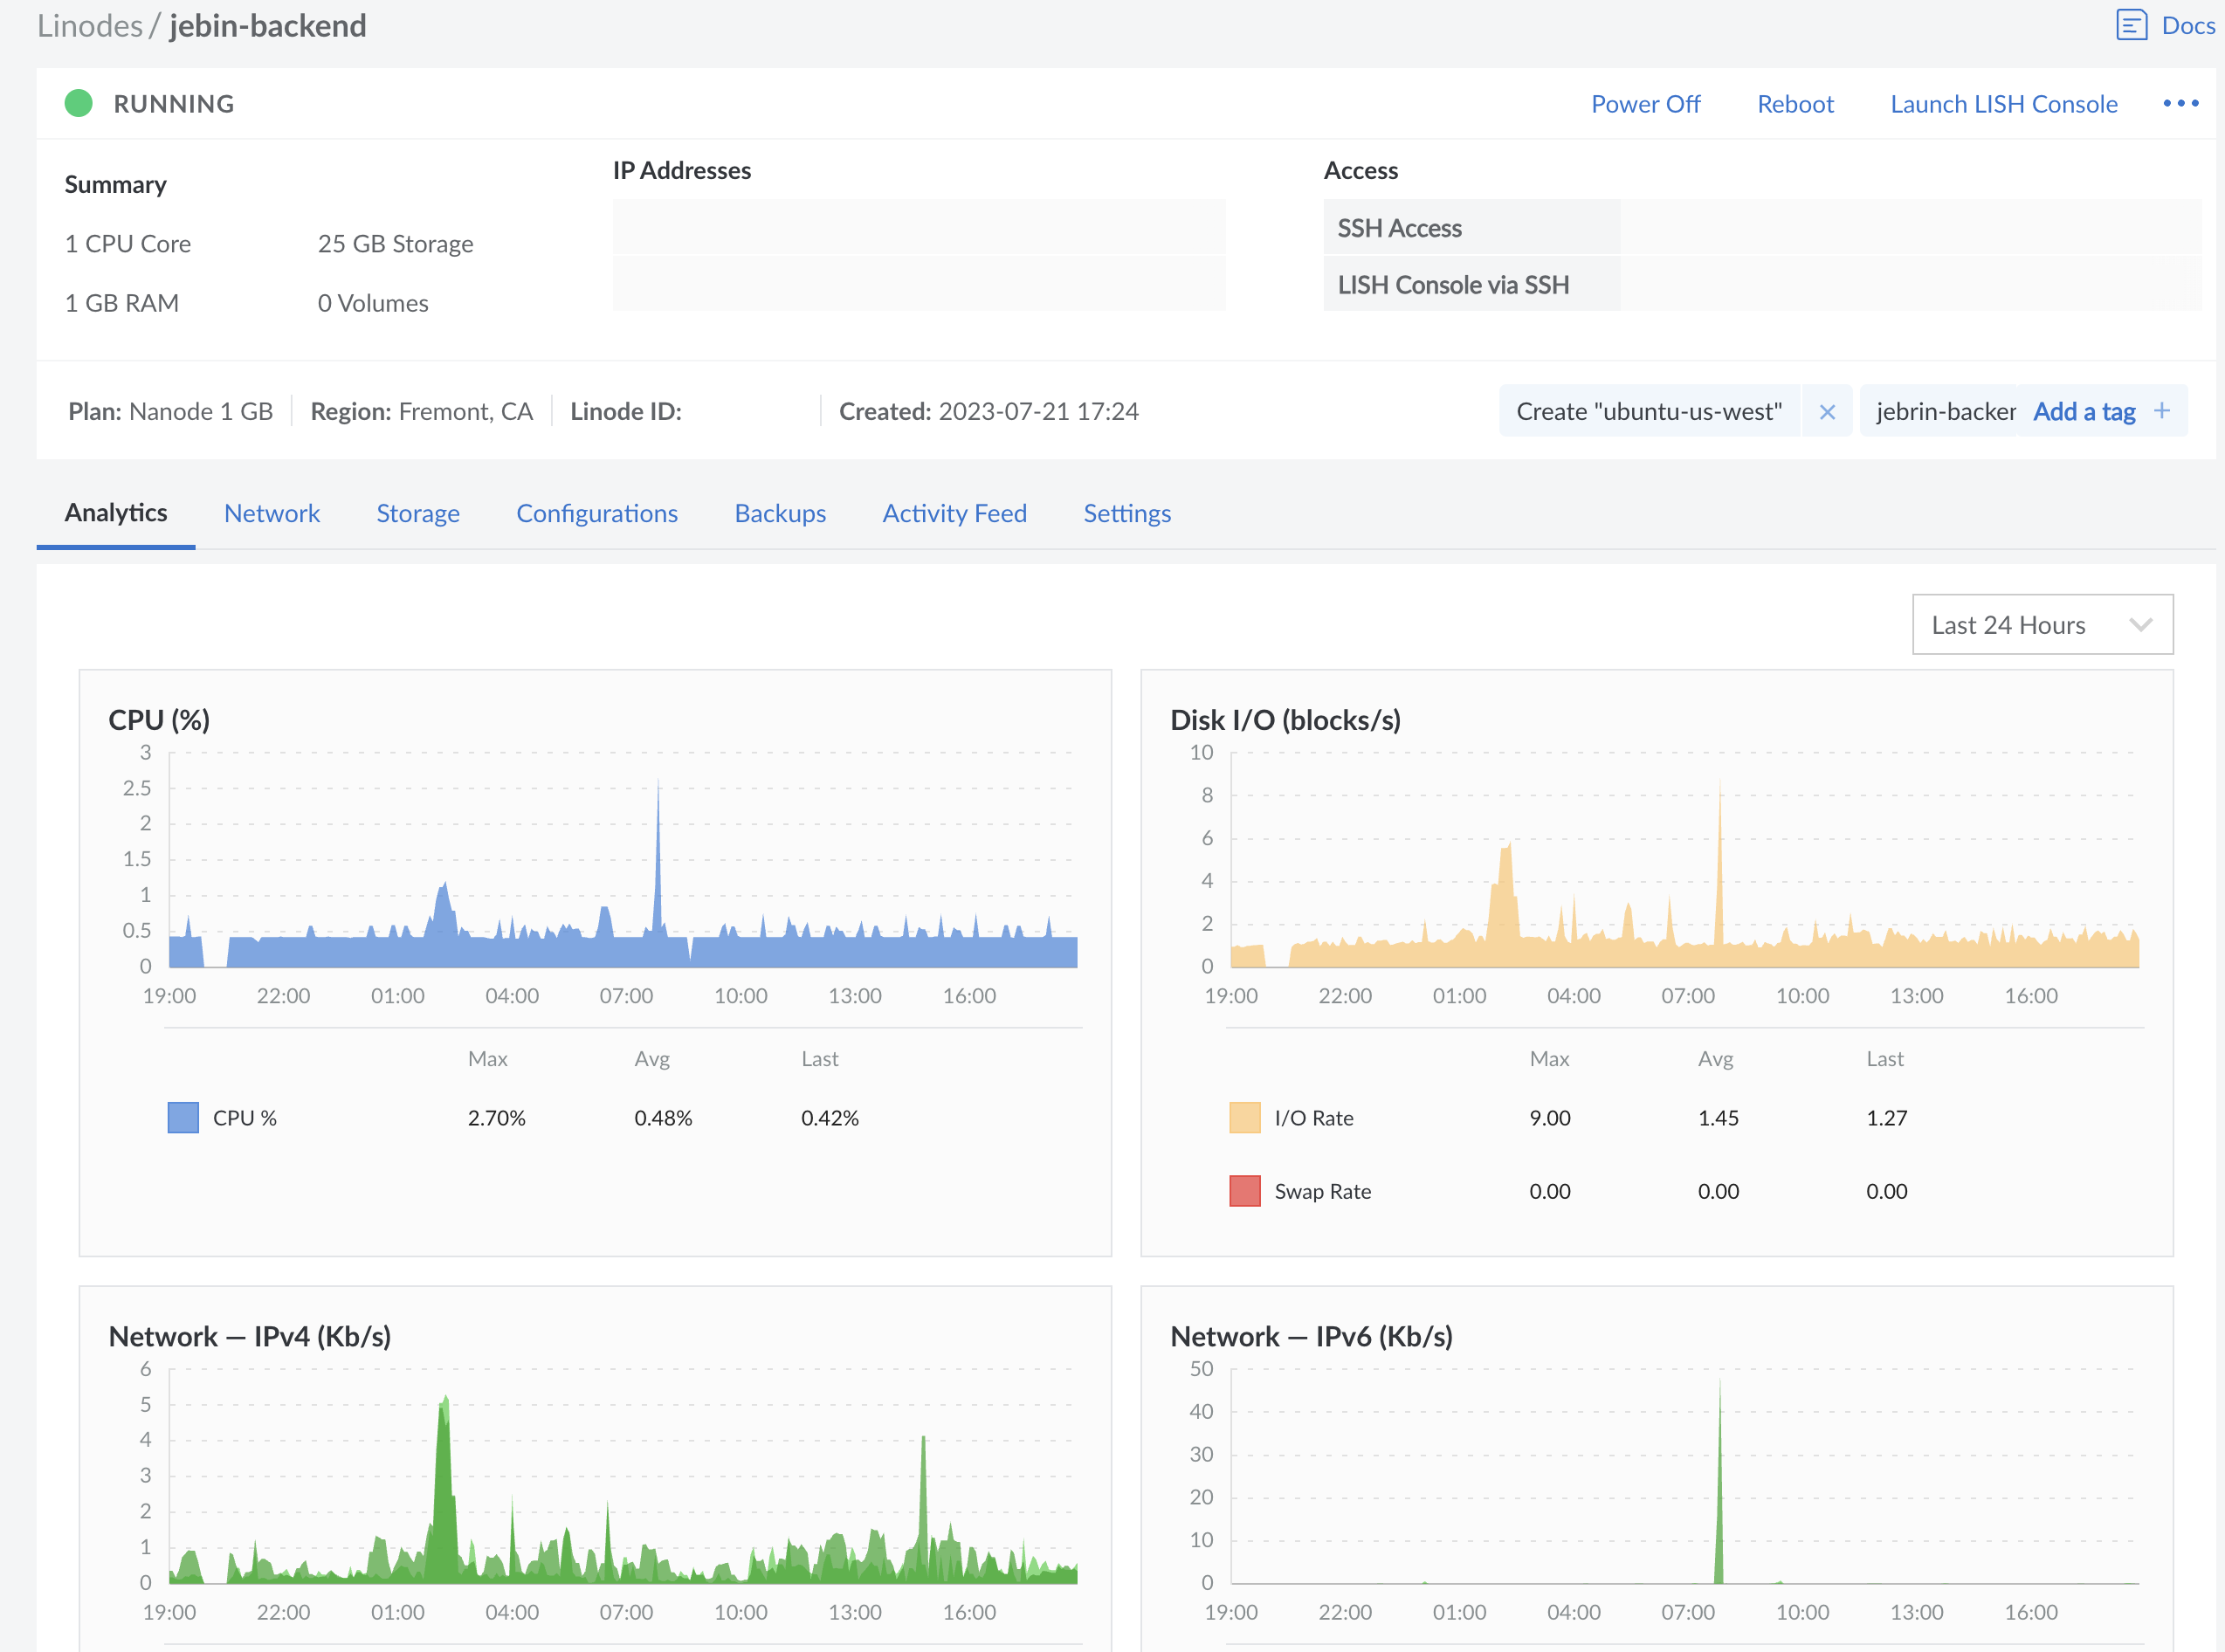 Linodes / jebin-backend
Docs
RUNNING
Power Off
Reboot
Launch LISH Console
Summary
1 CPU Core
25 GB Storage
1 GB RAM
0 Volumes
IP Addresses
Access
SSH Access
LISH Console via SSH
Plan: Nanode 1 GB
Region: Fremont, CA
Linode ID:
Created: 2023-07-21 17:24
Create "ubuntu-us-west"
jebrin-backer
Add a tag +
Analytics
Network
Storage
Configurations
Backups
Activity Feed
Settings
Last 24 Hours
CPU (%)
3
2.5
2
1.5
1
0.5
0
19:00 22:00 01:00 04:00 07:00 10:00 13:00 16:00
Max Avg Last
CPU % 2.70% 0.48% 0.42%
Disk I/O (blocks/s)
10
8
6
4
2
0
19:00 22:00 01:00 04:00 07:00 10:00 13:00 16:00
Max Avg Last
I/O Rate 9.00 1.45 1.27
Swap Rate 0.00 0.00 0.00
Network — IPv4 (Kb/s)
6
5
4
3
2
1
0
19:00 22:00 01:00 04:00 07:00 10:00 13:00 16:00
Network — IPv6 (Kb/s)
50
40
30
20
10
0
19:00 22:00 01:00 04:00 07:00 10:00 13:00 16:00